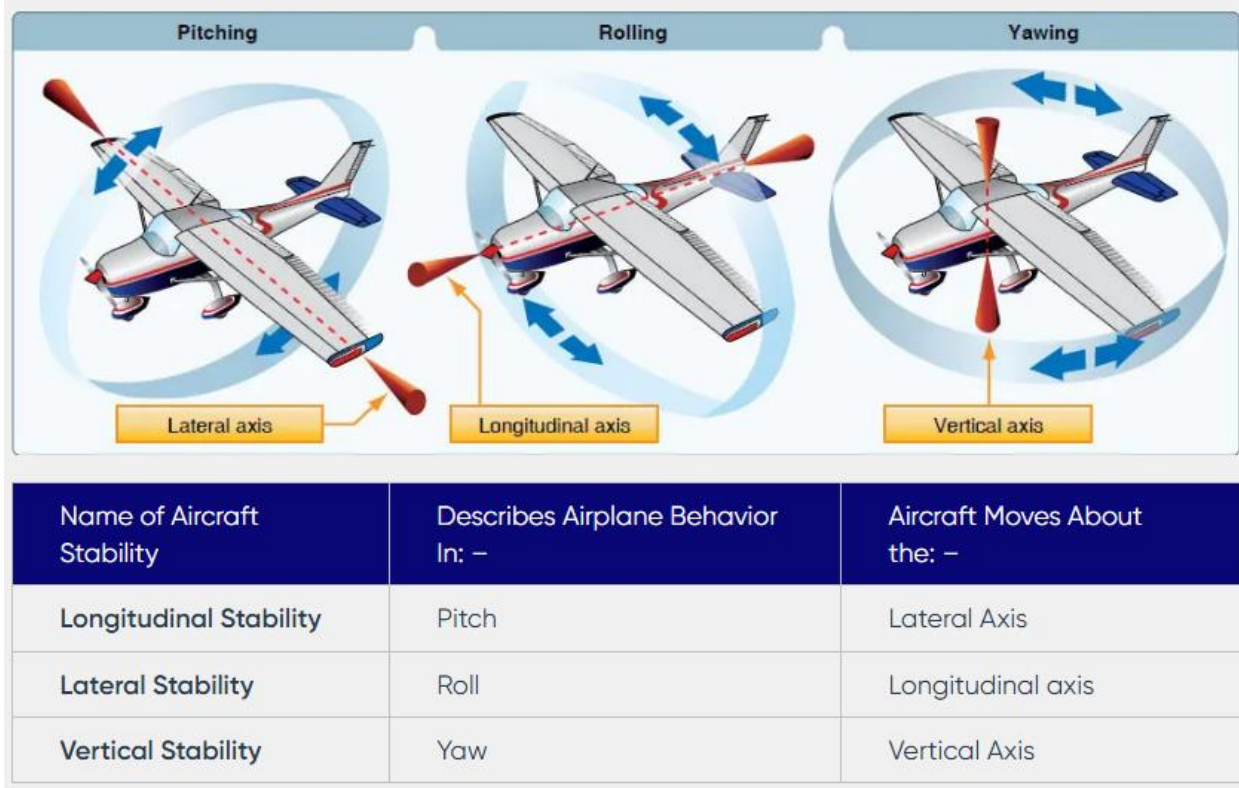 Pitching
Rolling
Yawing
Lateral axis
Longitudinal axis
Vertical axis
Name of Aircraft
Stability
Describes Airplane Behavior
In: –
Aircraft Moves About
the: –
Longitudinal Stability
Pitch
Lateral Axis
Lateral Stability
Roll
Longitudinal axis
Vertical Stability
Yaw
Vertical Axis